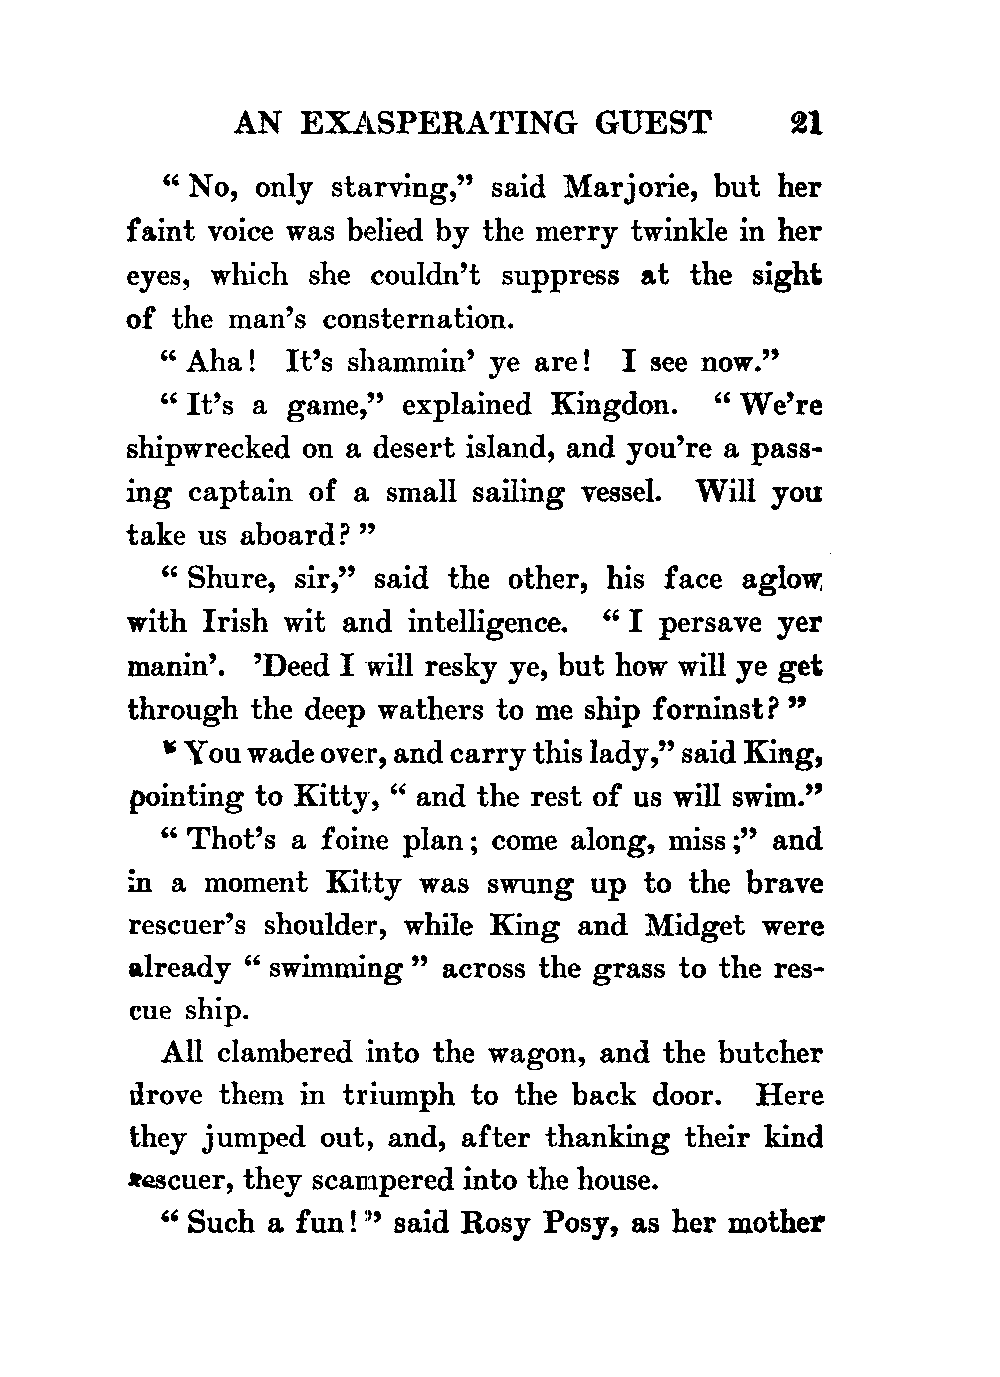 AN EXASPERATING GUEST 21
“ No, only starving,” said Marjorie, but her
faint voice was belied by the merry twinkle in her
eyes, which she couldn’t suppress at the sight
of the man’s consternation.
“ Aha! It’s shammin’ ye are! I see now.”
“ It’s a game,” explained Kingdon. “ We’re
shipwrecked on a desert island, and you’re a pass-
ing captain of a small sailing vessel. Will you
take us aboard? ”
“ Shure, sir,” said the other, his face aglow
with Irish wit and intelligence. “ I persave yer
manin’. ’Deed I will resky ye, but how will ye get
through the deep wathers to me ship forninst? ”
“ You wade over, and carry this lady,” said King,
pointing to Kitty, “ and the rest of us will swim.”
“ Thot’s a foine plan; come along, miss;” and
in a moment Kitty was swung up to the brave
rescuer’s shoulder, while King and Midget were
already “ swimming ” across the grass to the res-
cue ship.
All clambered into the wagon, and the butcher
drove them in triumph to the back door. Here
they jumped out, and, after thanking their kind
rescuer, they scampered into the house.
“ Such a fun! ” said Rosy Posy, as her mother